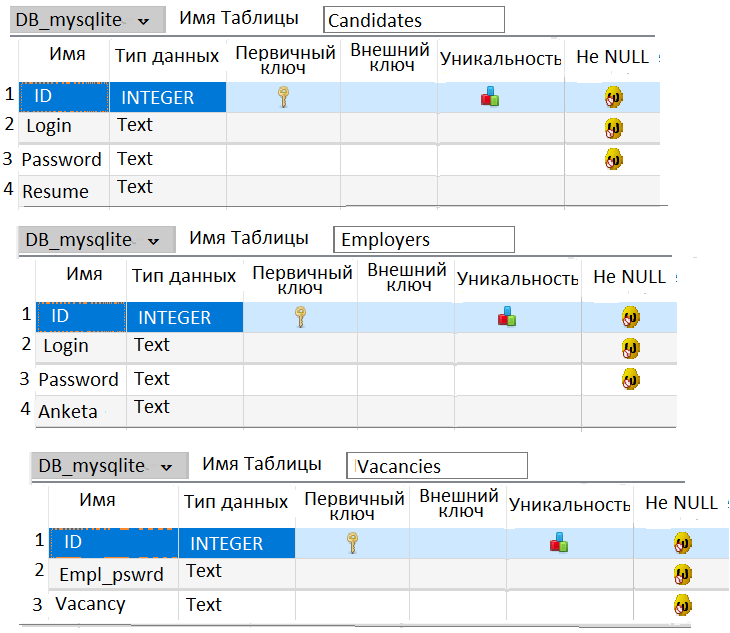 DB_mysqlite Имя Таблицы Candidates
Имя Тип данных Первичный ключ Внешний ключ Уникальность Не NULL
1 ID INTEGER
2 Login Text
3 Password Text
4 Resume Text
DB_mysqlite Имя Таблицы Employers
Имя Тип данных Первичный ключ Внешний ключ Уникальность Не NULL
1 ID INTEGER
2 Login Text
3 Password Text
4 Anketa Text
DB_mysqlite Имя Таблицы Vacancies
Имя Тип данных Первичный ключ Внешний ключ Уникальность Не NULL
1 ID INTEGER
2 Empl_pswrd Text
3 Vacancy Text